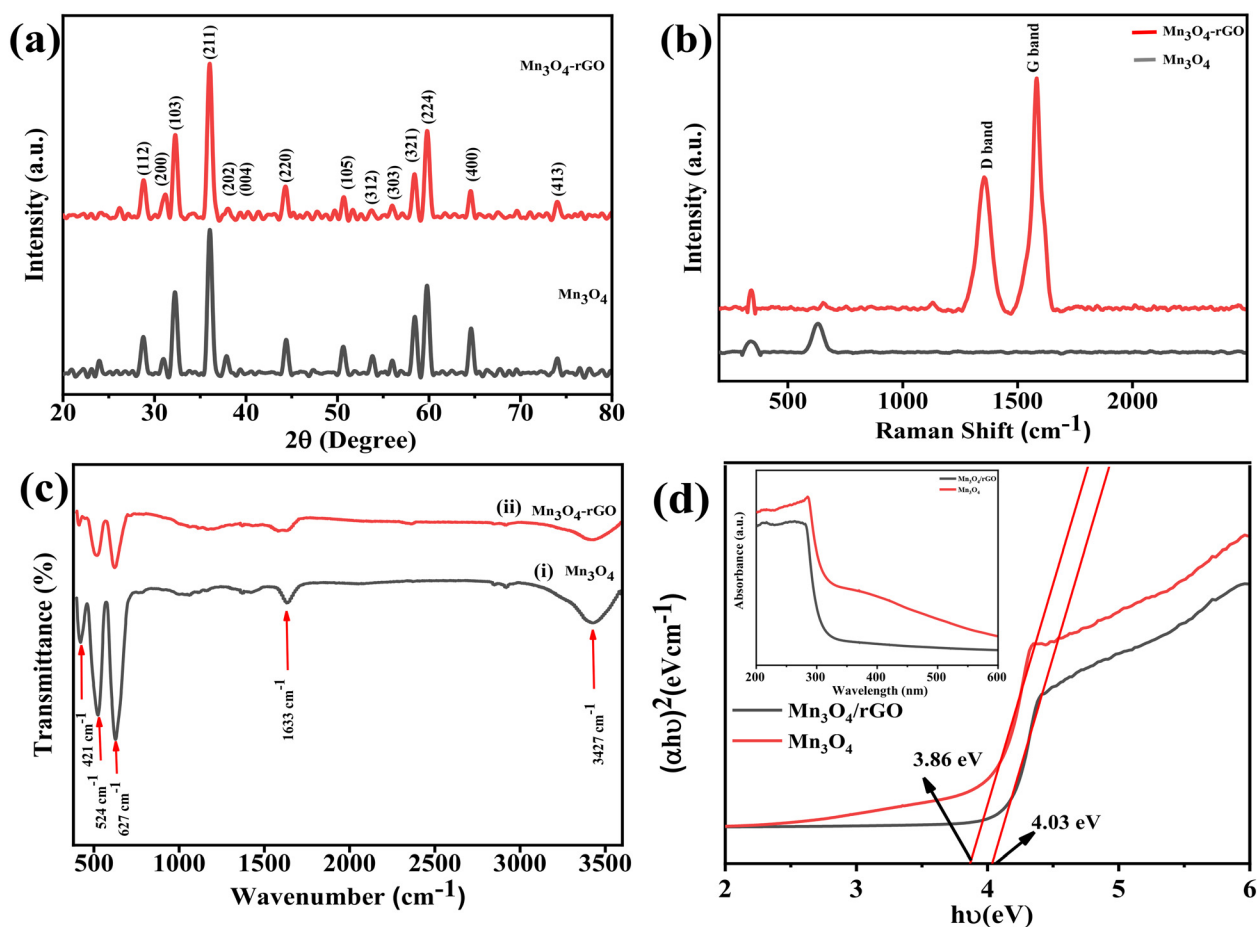 (a)
(211)
Mn3O4-rGO
(103)
(224)
(112)
(200)
(202)
(004)
(220)
(105)
(312)
(303)
(321)
(400)
(413)
Mn3O4
Intensity (a.u.)
20 30 40 50 60 70 80
2θ (Degree)
(b)
Mn3O4-rGO
Mn3O4
G band
D band
Intensity (a.u.)
500 1000 1500 2000
Raman Shift (cm-1)
(c)
(ii) Mn3O4-rGO
(i) Mn3O4
421 cm-1
524 cm-1
627 cm-1
1633 cm-1
3427 cm-1
Transmittance (%)
500 1000 1500 2000 2500 3000 3500
Wavenumber (cm-1)
(d)
Mn3O4/rGO
Mn3O4
Absorbance (a.u.)
200 300 400 500 600
Wavelength (nm)
Mn3O4/rGO
Mn3O4
3.86 eV
4.03 eV
(αhυ)2(eVcm-1)
2 3 4 5 6
hυ(eV)